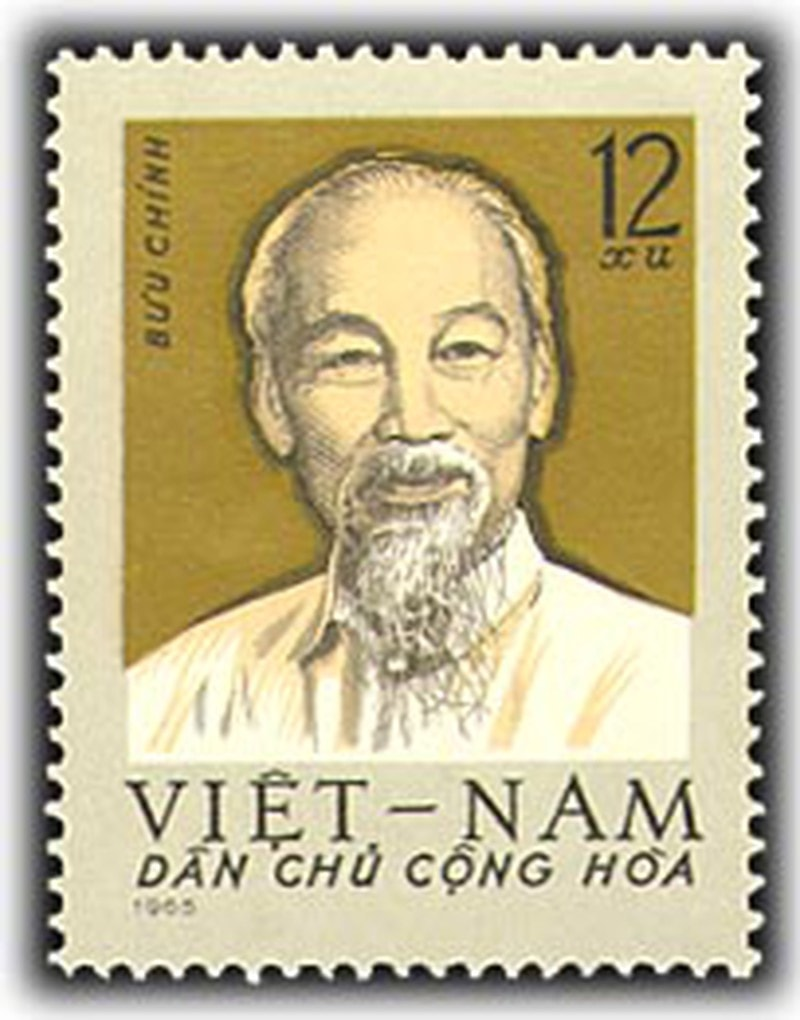 BƯU CHÍNH
12
xu
VIỆT-NAM
DÂN CHỦ CỘNG HÒA
1965